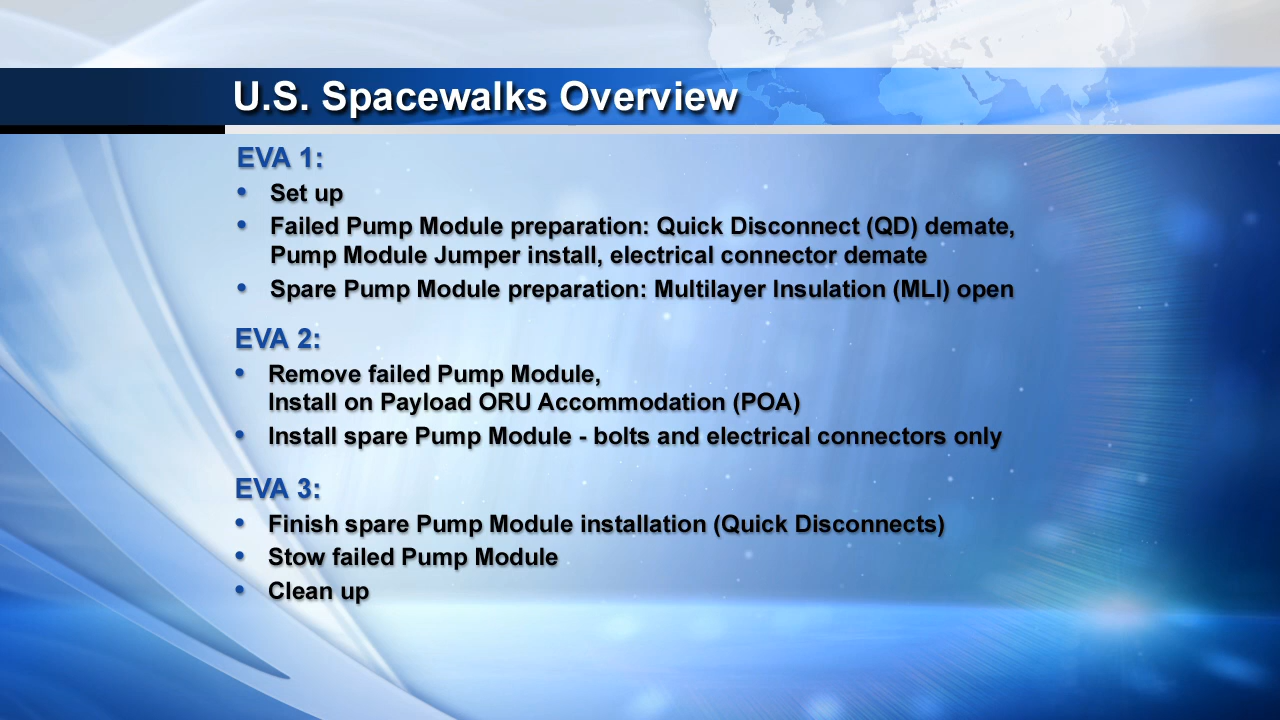 U.S. Spacewalks Overview
EVA 1:
• Set up
• Failed Pump Module preparation: Quick Disconnect (QD) demate,
Pump Module Jumper install, electrical connector demate
• Spare Pump Module preparation: Multilayer Insulation (MLI) open
EVA 2:
• Remove failed Pump Module,
Install on Payload ORU Accommodation (POA)
• Install spare Pump Module - bolts and electrical connectors only
EVA 3:
• Finish spare Pump Module installation (Quick Disconnects)
• Stow failed Pump Module
• Clean up